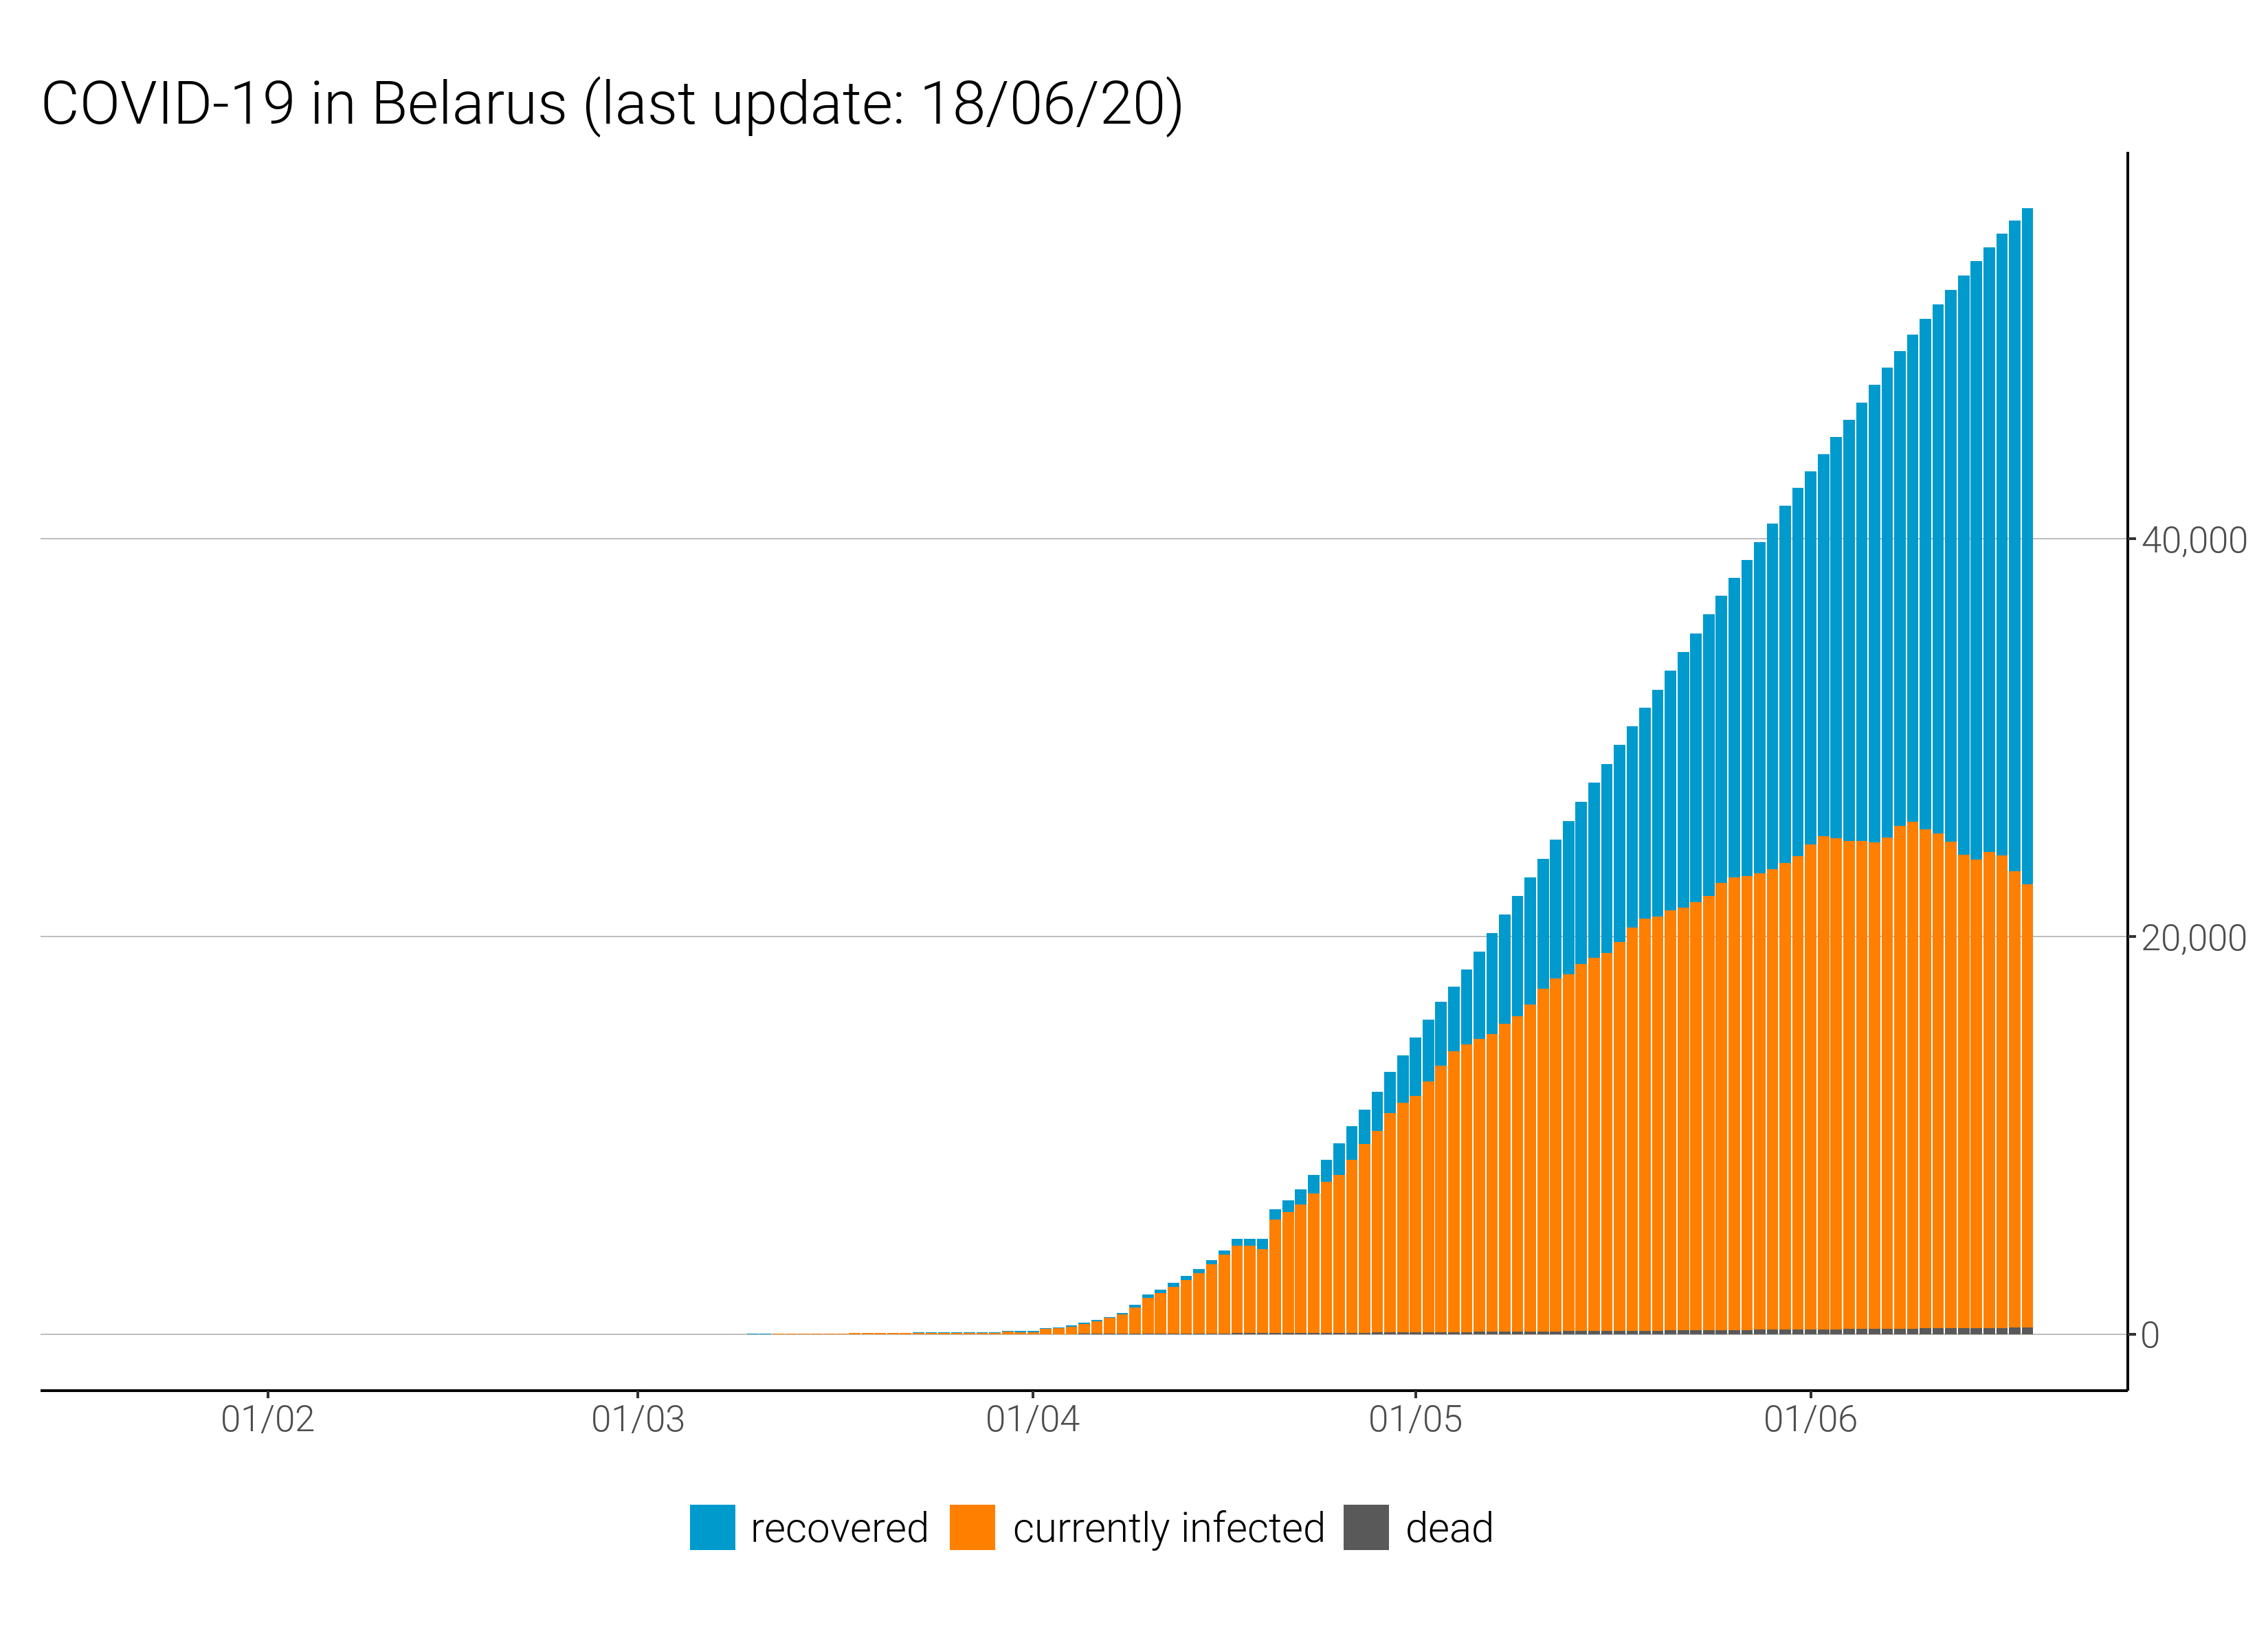 COVID-19 in Belarus (last update: 18/06/20)
40,000
20,000
0
01/02 01/03 01/04 01/05 01/06
recovered currently infected dead